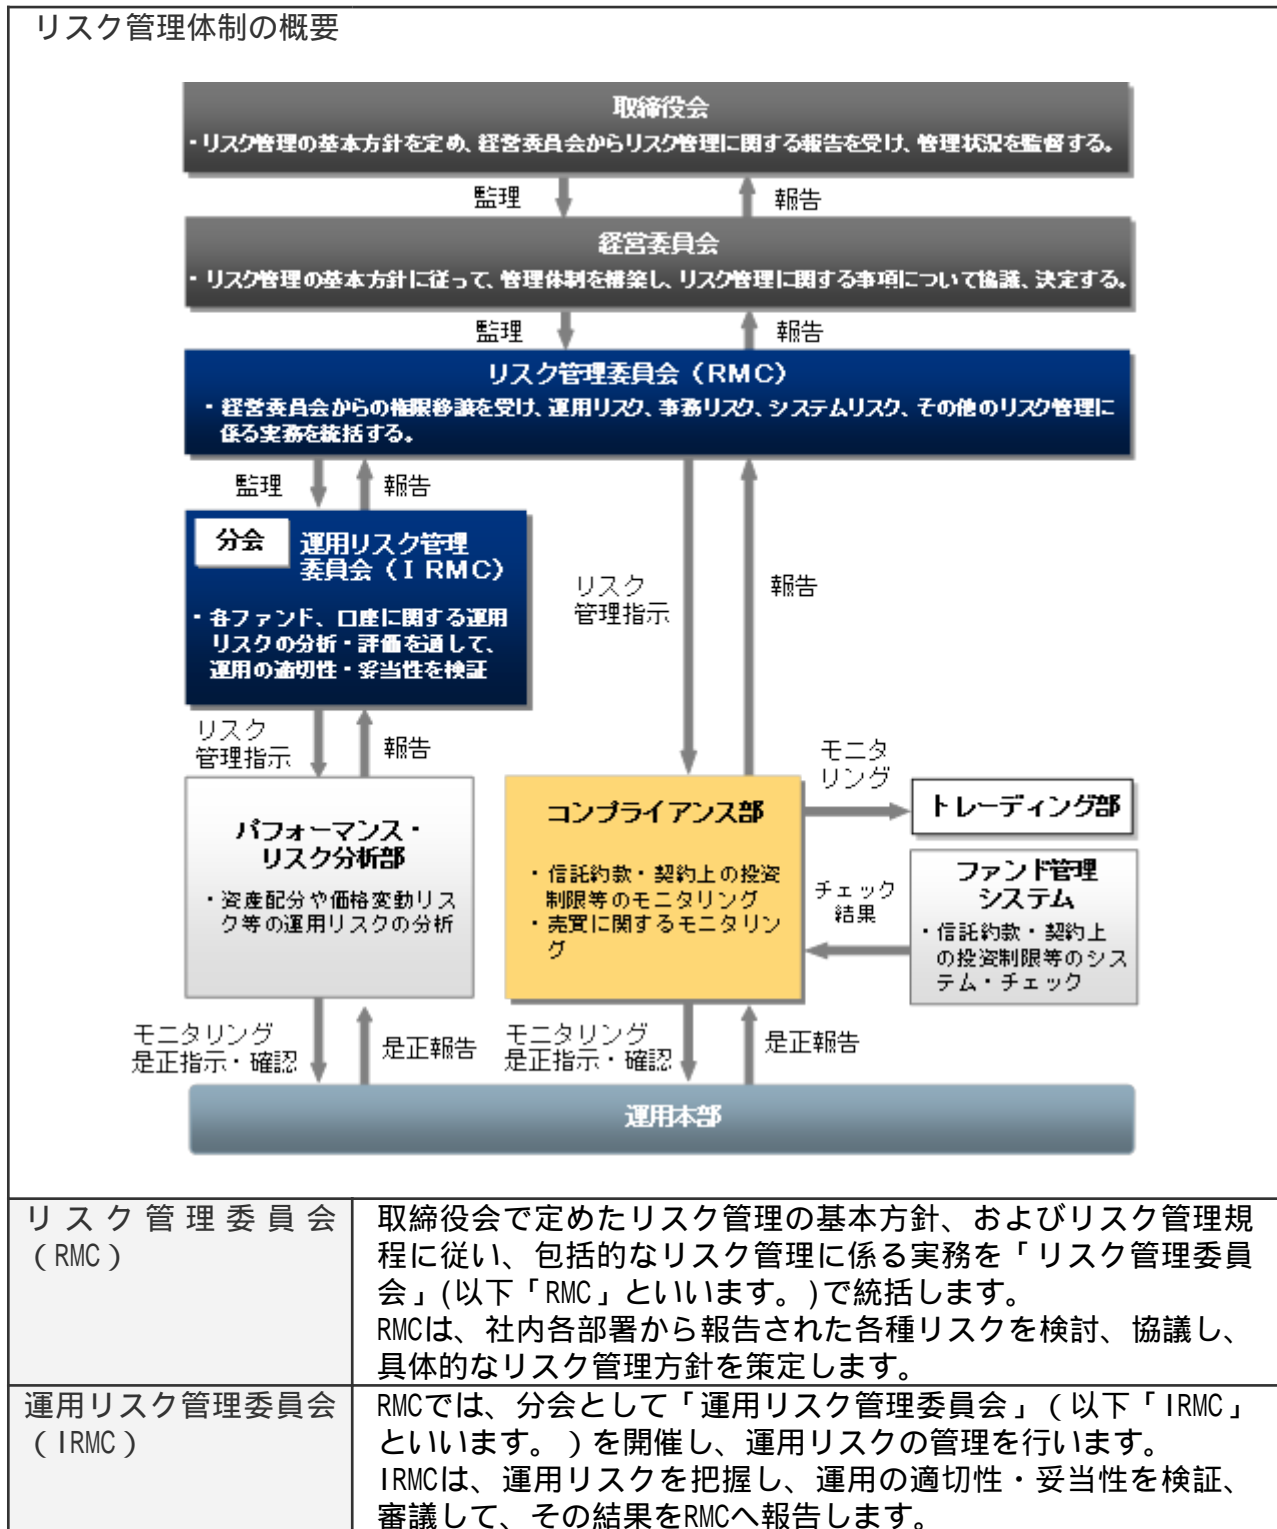 リスク管理体制の概要
取締役会
・リスク管理の基本方針を定め、経営委員会からリスク管理に関する報告を受け、管理状況を監督する。
監理
報告
経営委員会
・リスク管理の基本方針に従って、管理体制を構築し、リスク管理に関する事項について協議、決定する。
監理
報告
リスク管理委員会（RMC）
・経営委員会からの権限移譲を受け、運用リスク、事務リスク、システムリスク、その他のリスク管理に
係る実務を統括する。
監理
報告
分会
運用リスク管理
委員会（IRMC）
・各ファンド、口座に関する運用
リスクの分析・評価を通して、
運用の適切性・妥当性を検証
リスク
管理指示
報告
リスク
管理指示
報告
パフォーマンス・
リスク分析部
・資産配分や価格変動リス
ク等の運用リスクの分析
コンプライアンス部
・信託約款・契約上の投資
制限等のモニタリング
・売買に関するモニタリン
グ
モニタ
リング
トレーディング部
チェック
結果
ファンド管理
システム
・信託約款・契約上
の投資制限等のシス
テム・チェック
モニタリング
是正指示・確認
是正報告
モニタリング
是正指示・確認
是正報告
運用本部
リスク管理委員会
（RMC）
取締役会で定めたリスク管理の基本方針、およびリスク管理規
程に従い、包括的なリスク管理に係る実務を「リスク管理委員
会」(以下「RMC」といいます。)で統括します。
RMCは、社内各部署から報告された各種リスクを検討、協議し、
具体的なリスク管理方針を策定します。
運用リスク管理委員会
（IRMC）
RMCでは、分会として「運用リスク管理委員会」（以下「IRMC」
といいます。）を開催し、運用リスクの管理を行います。
IRMCは、運用リスクを把握し、運用の適切性・妥当性を検証、
審議して、その結果をRMCへ報告します。